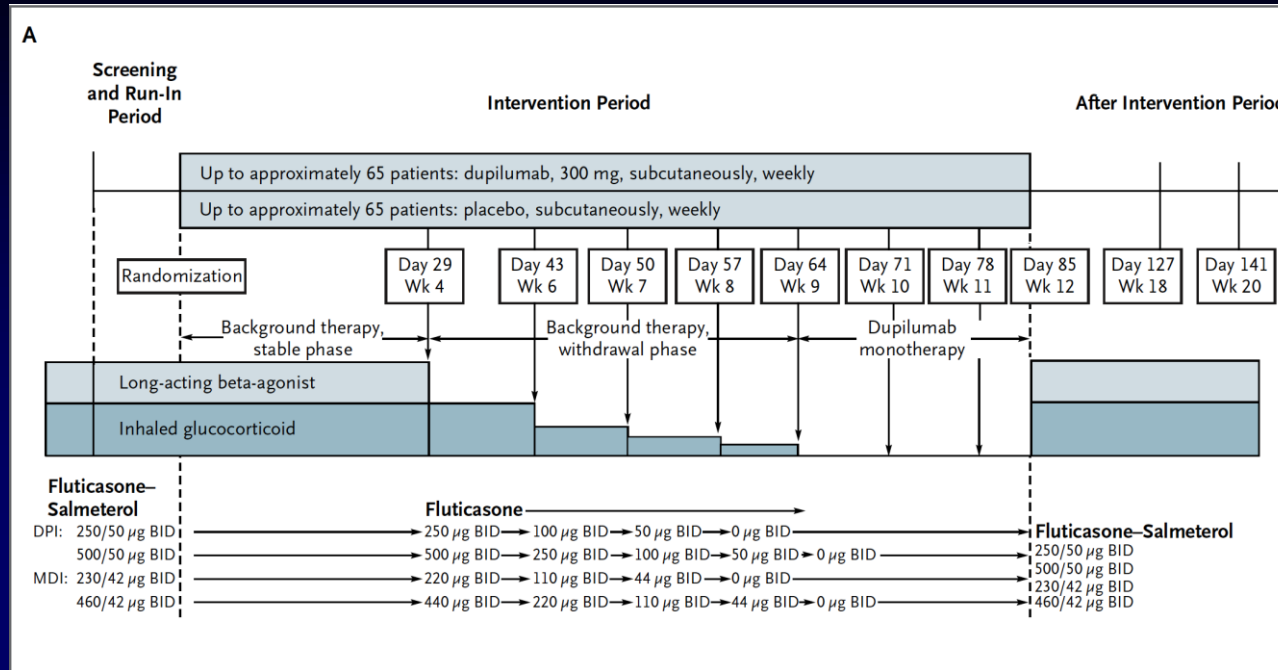 A
Screening
and Run-In
Period
Intervention Period
After Intervention Period
Up to approximately 65 patients: dupilumab, 300 mg, subcutaneously, weekly
Up to approximately 65 patients: placebo, subcutaneously, weekly
Randomization
Day 29
Wk 4
Day 43
Wk 6
Day 50
Wk 7
Day 57
Wk 8
Day 64
Wk 9
Day 71
Wk 10
Day 78
Wk 11
Day 85
Wk 12
Day 127
Wk 18
Day 141
Wk 20
Background therapy,
stable phase
Background therapy,
withdrawal phase
Dupilumab
monotherapy
Long-acting beta-agonist
Inhaled glucocorticoid
Fluticasone–
Salmeterol
Fluticasone
DPI: 250/50 µg BID 250 µg BID 100 µg BID 50 µg BID 0 µg BID
500/50 µg BID 500 µg BID 250 µg BID 100 µg BID 50 µg BID 0 µg BID
MDI: 230/42 µg BID 220 µg BID 110 µg BID 44 µg BID 0 µg BID
460/42 µg BID 440 µg BID 220 µg BID 110 µg BID 44 µg BID 0 µg BID
Fluticasone–Salmeterol
250/50 µg BID
500/50 µg BID
230/42 µg BID
460/42 µg BID